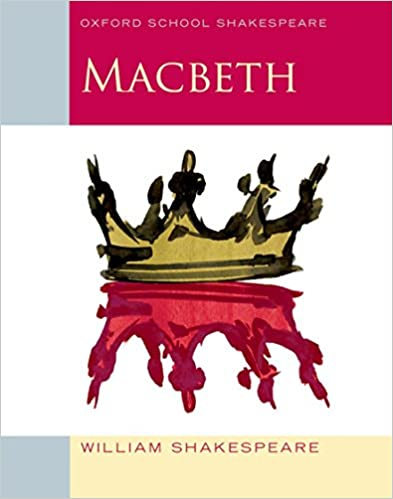 OXFORD SCHOOL SHAKESPEARE
MACBETH
WILLIAM SHAKESPEARE